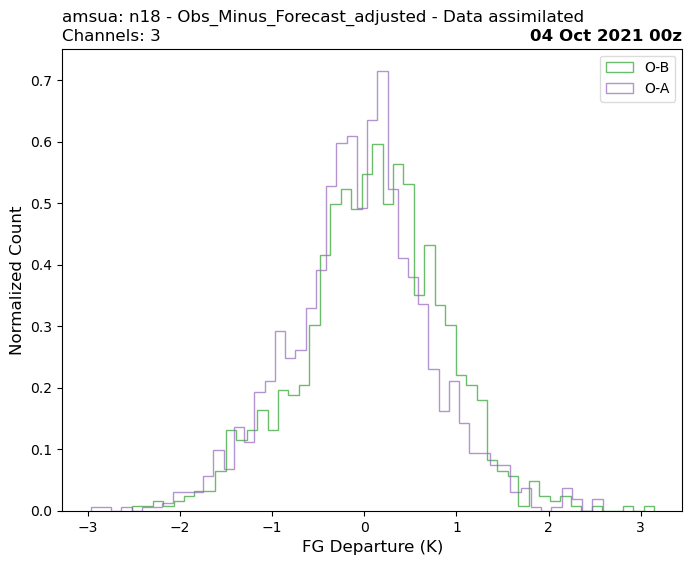 amsua: n18 - Obs_Minus_Forecast_adjusted - Data assimilated
Channels: 3
04 Oct 2021 00z
O-B
O-A
Normalized Count
0.7
0.6
0.5
0.4
0.3
0.2
0.1
0.0
−3 −2 −1 0 1 2 3
FG Departure (K)